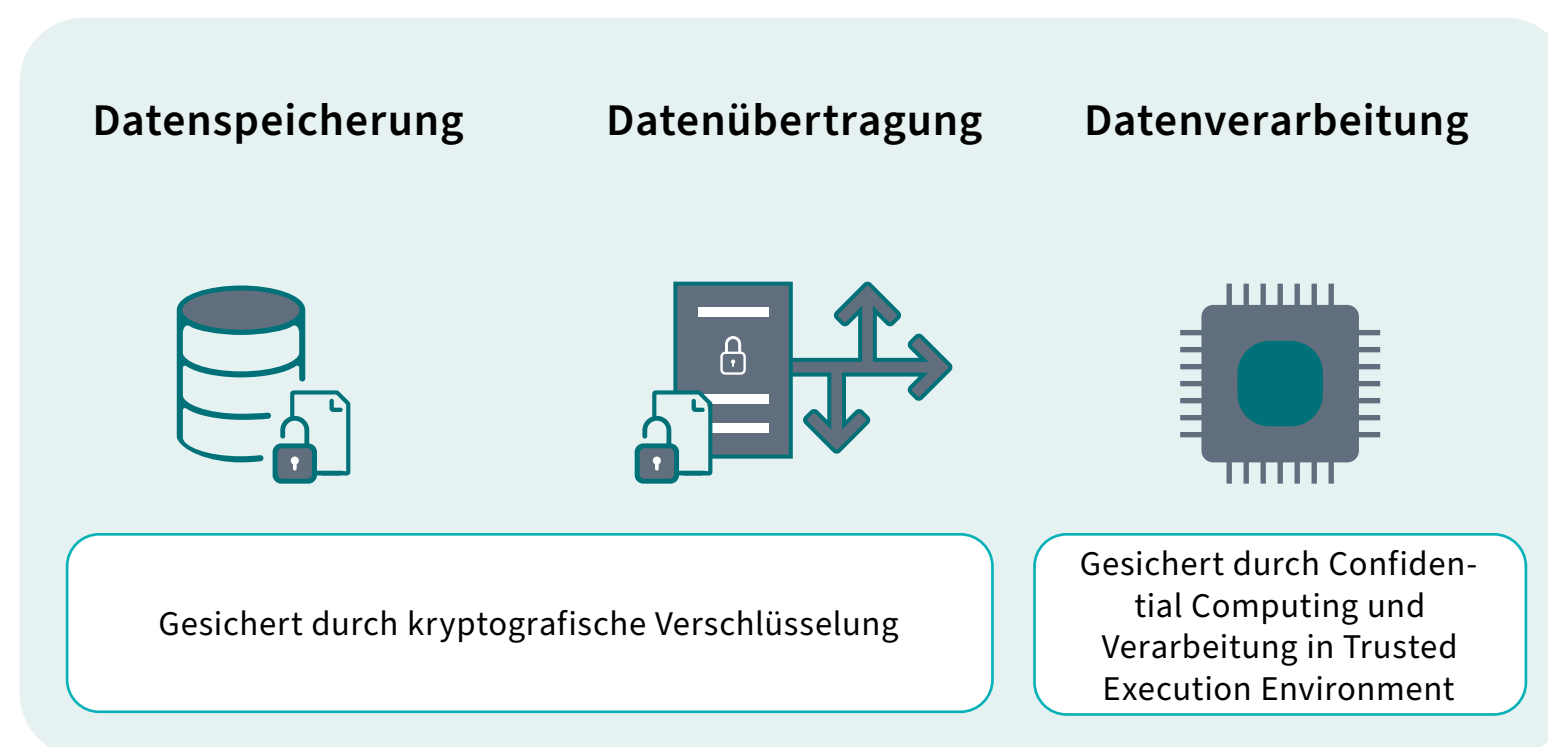 Datenspeicherung
Datenübertragung
Datenverarbeitung
Gesichert durch kryptografische Verschlüsselung
Gesichert durch Confiden-
tial Computing und
Verarbeitung in Trusted
Execution Environment